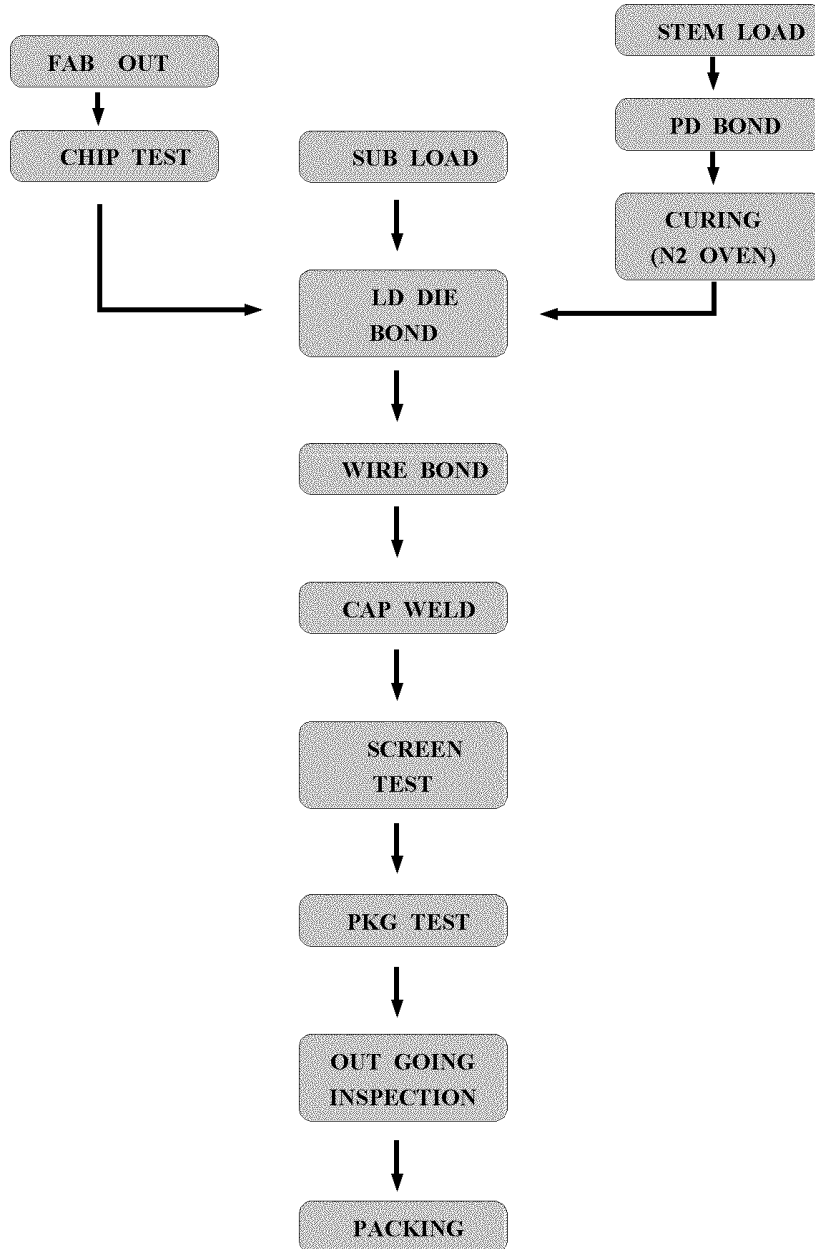 FAB OUT
CHIP TEST
SUB LOAD
STEM LOAD
PD BOND
CURING
(N2 OVEN)
LD DIE
BOND
WIRE BOND
CAP WELD
SCREEN
TEST
PKG TEST
OUT GOING
INSPECTION
PACKING